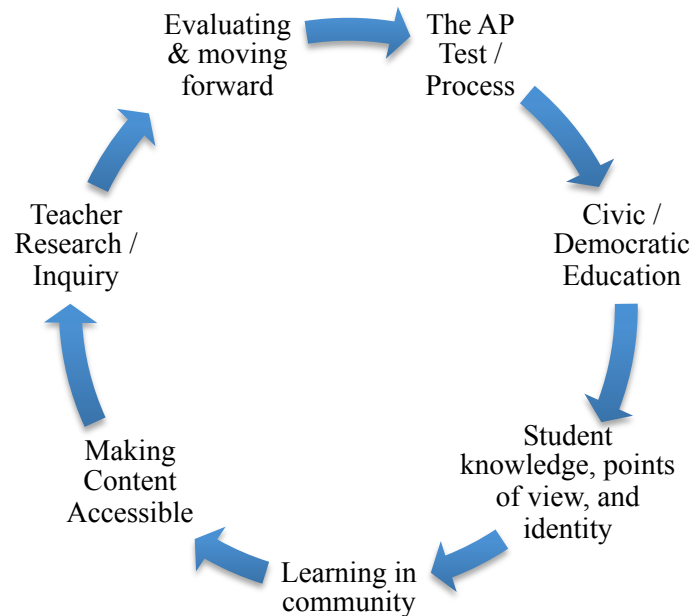 Evaluating
& moving
forward
The AP
Test /
Process
Civic /
Democratic
Education
Student
knowledge, points
of view, and
identity
Learning in
community
Making
Content
Accessible
Teacher
Research /
Inquiry